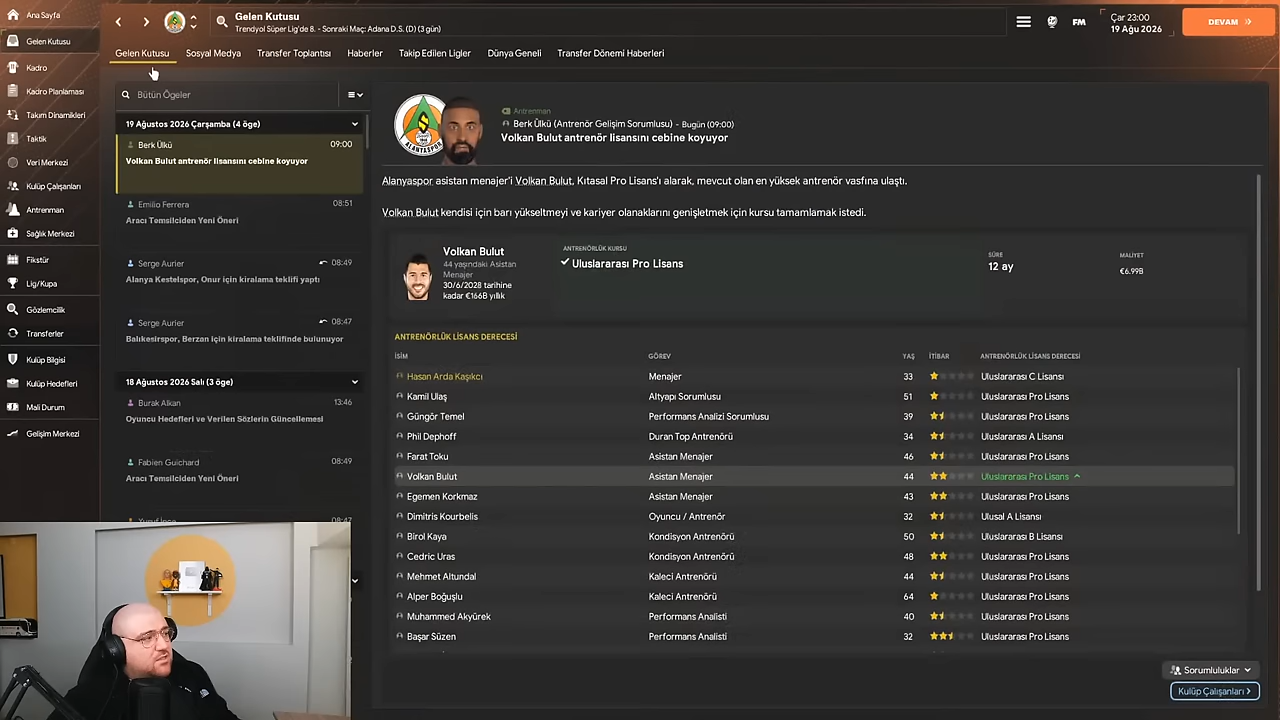 Ana Sayfa
Gelen Kutusu
Kadro
Kadro Planlaması
Takım Dinamikleri
Taktik
Veri Merkezi
Kulüp Çalışanları
Antrenman
Sağlık Merkezi
Fikstür
Lig/Kupa
Gözlemcilik
Transferler
Kulüp Bilgisi
Kulüp Hedefleri
Mali Durum
Gelişim Merkezi
Gelen Kutusu
Trendyol Süper Lig'de 8. - Sonraki Maç: Adana D.S. (D) (3 gün)
FM
Çar 23:00
19 Ağu 2026
DEVAM
Gelen Kutusu Sosyal Medya Transfer Toplantısı Haberler Takip Edilen Ligler Dünya Geneli Transfer Dönemi Haberleri
Bütün Ögeler
19 Ağustos 2026 Çarşamba (4 öge)
Berk Ülkü 09:00
Volkan Bulut antrenör lisansını cebine koyuyor
Emilio Ferrera 08:51
Aracı Temsilciden Yeni Öneri
Serge Aurier 08:49
Alanya Kestelspor, Onur için kiralama teklifi yaptı
Serge Aurier 08:47
Balıkesirspor, Berzan için kiralama teklifinde bulunuyor
18 Ağustos 2026 Salı (3 öge)
Burak Alkan 13:46
Oyuncu Hedefleri ve Verilen Sözlerin Güncellemesi
Fabien Guichard 08:49
Aracı Temsilciden Yeni Öneri
Yusuf İnce 08:47
ALANYASPOR
Antrenman
Berk Ülkü (Antrenör Gelişim Sorumlusu) - Bugün (09:00)
Volkan Bulut antrenör lisansını cebine koyuyor
Alanyaspor asistan menajer'i Volkan Bulut, Kıtasal Pro Lisans'ı alarak, mevcut olan en yüksek antrenör vasfına ulaştı.
Volkan Bulut kendisi için barı yükseltmeyi ve kariyer olanaklarını genişletmek için kursu tamamlamak istedi.
Volkan Bulut
44 yaşındaki Asistan
Menajer
30/6/2028 tarihine
kadar €166B yıllık
ANTRENÖRLÜK KURSU
Uluslararası Pro Lisans
SÜRE
12 ay
MALİYET
€6.99B
ANTRENÖRLÜK LİSANS DERECESİ
İSİM GÖREV YAŞ İTİBAR ANTRENÖRLÜK LİSANS DERECESİ
Hasan Arda Kaşıkcı Menajer 33 Uluslararası C Lisansı
Kamil Ulaş Altyapı Sorumlusu 51 Uluslararası Pro Lisans
Güngör Temel Performans Analizi Sorumlusu 39 Uluslararası Pro Lisans
Phil Dephoff Duran Top Antrenörü 34 Uluslararası A Lisansı
Farat Toku Asistan Menajer 46 Uluslararası Pro Lisans
Volkan Bulut Asistan Menajer 44 Uluslararası Pro Lisans
Egemen Korkmaz Asistan Menajer 43 Uluslararası Pro Lisans
Dimitris Kourbelis Oyuncu / Antrenör 32 Ulusal A Lisansı
Birol Kaya Kondisyon Antrenörü 50 Uluslararası B Lisansı
Cedric Uras Kondisyon Antrenörü 48 Uluslararası Pro Lisans
Mehmet Altundal Kaleci Antrenörü 44 Uluslararası Pro Lisans
Alper Boğuşlu Kaleci Antrenörü 64 Uluslararası Pro Lisans
Muhammed Akyürek Performans Analisti 40 Uluslararası Pro Lisans
Başar Süzen Performans Analisti 32 Uluslararası Pro Lisans
Sorumluluklar
Kulüp Çalışanları